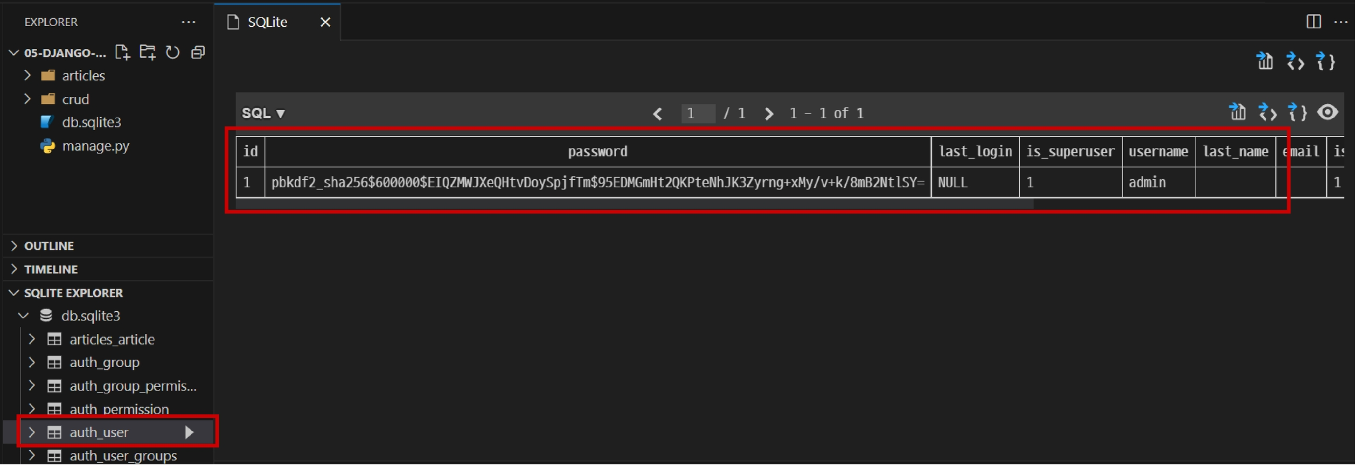 EXPLORER ...
05-DJANGO-...
articles
crud
db.sqlite3
manage.py
OUTLINE
TIMELINE
SQLITE EXPLORER
db.sqlite3
articles_article
auth_group
auth_group_permis...
auth_permission
auth_user
auth_user_groups
SQLite
SQL ▼ < 1 / 1 > 1 - 1 of 1
id password last_login is_superuser username last_name email is
1 pbkdf2_sha256$600000$EIQZMWJXeQHtvDoySpjfTm$95EDMGmHt2QKPteNhJK3Zyrng+xMy/v+k/8mB2NtlSY= NULL 1 admin 1